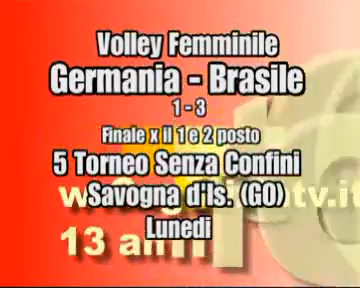 Volley Femminile
Germania - Brasile
1 - 3
Finale x il 1 e 2 posto
5 Torneo Senza Confini
Savogna d'Is. (GO)
Lunedi
13 anni